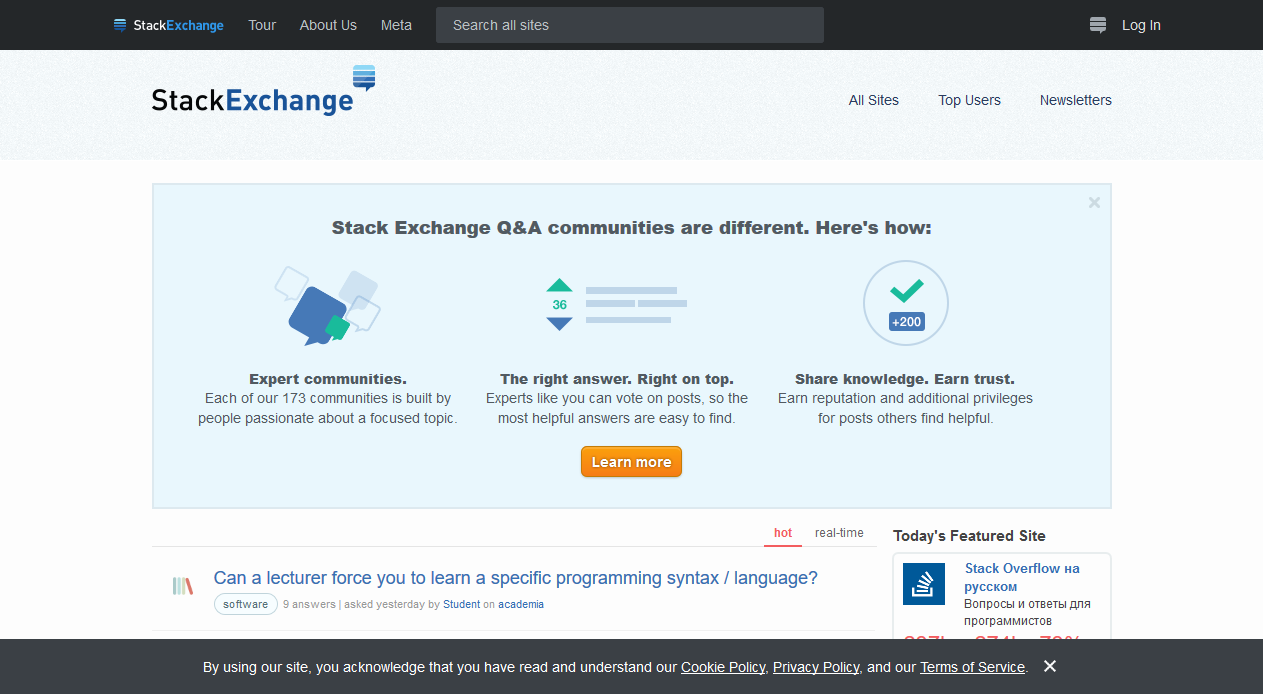 StackExchange Tour About Us Meta Search all sites Log In
StackExchange
All Sites Top Users Newsletters
Stack Exchange Q&A communities are different. Here's how:
36
+200
Expert communities.
Each of our 173 communities is built by
people passionate about a focused topic.
The right answer. Right on top.
Experts like you can vote on posts, so the
most helpful answers are easy to find.
Share knowledge. Earn trust.
Earn reputation and additional privileges
for posts others find helpful.
Learn more
hot real-time
Can a lecturer force you to learn a specific programming syntax / language?
software 9 answers | asked yesterday by Student on academia
Today's Featured Site
Stack Overflow на
русском
Вопросы и ответы для
программистов
By using our site, you acknowledge that you have read and understand our Cookie Policy, Privacy Policy, and our Terms of Service.